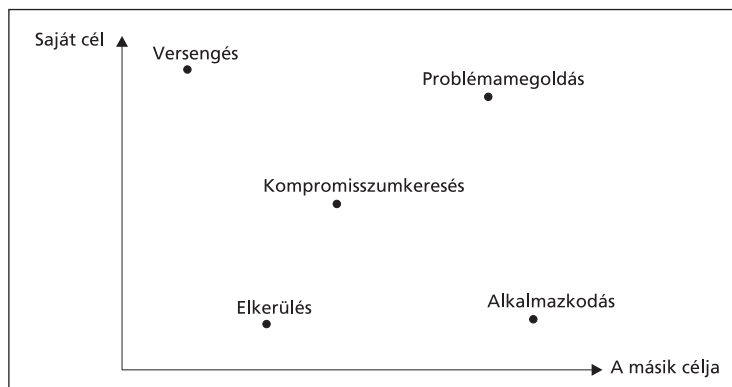 Saját cél
Versengés
Problémamegoldás
Kompromisszumkeresés
Elkerülés
Alkalmazkodás
A másik célja